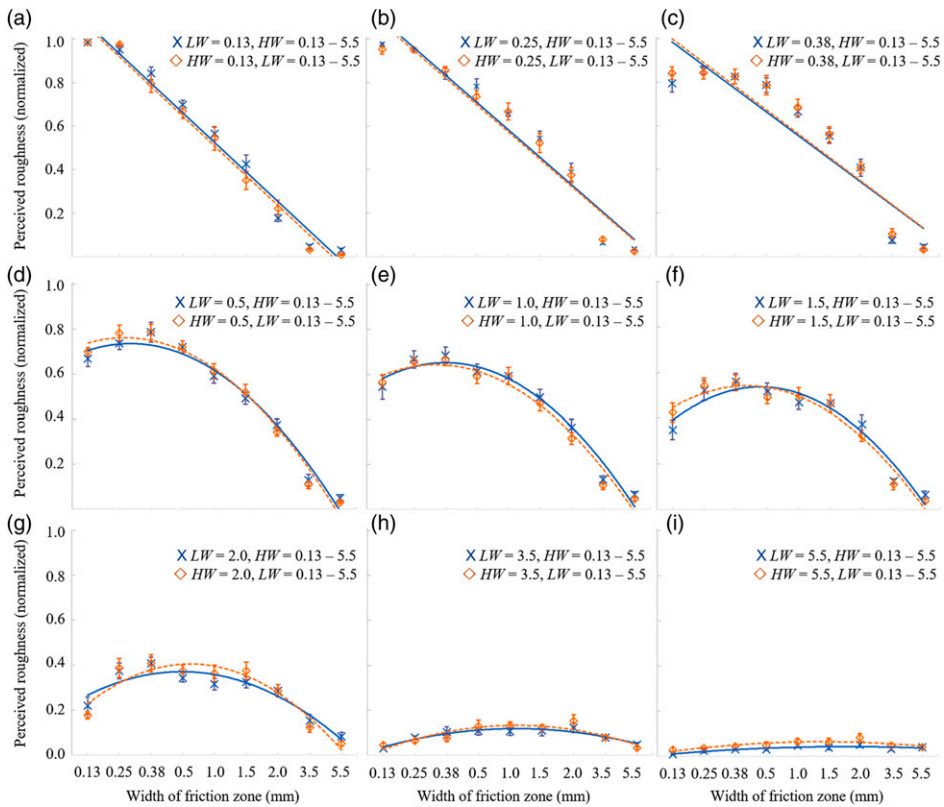 (a)
(b)
(c)
LW = 0.13, HW = 0.13 – 5.5
HW = 0.13, LW = 0.13 – 5.5
LW = 0.25, HW = 0.13 – 5.5
HW = 0.25, LW = 0.13 – 5.5
LW = 0.38, HW = 0.13 – 5.5
HW = 0.38, LW = 0.13 – 5.5
Perceived roughness (normalized)
1.0
0.8
0.6
0.4
0.2
(d)
(e)
(f)
LW = 0.5, HW = 0.13 – 5.5
HW = 0.5, LW = 0.13 – 5.5
LW = 1.0, HW = 0.13 – 5.5
HW = 1.0, LW = 0.13 – 5.5
LW = 1.5, HW = 0.13 – 5.5
HW = 1.5, LW = 0.13 – 5.5
Perceived roughness (normalized)
1.0
0.8
0.6
0.4
0.2
(g)
(h)
(i)
LW = 2.0, HW = 0.13 – 5.5
HW = 2.0, LW = 0.13 – 5.5
LW = 3.5, HW = 0.13 – 5.5
HW = 3.5, LW = 0.13 – 5.5
LW = 5.5, HW = 0.13 – 5.5
HW = 5.5, LW = 0.13 – 5.5
Perceived roughness (normalized)
1.0
0.8
0.6
0.4
0.2
0.0
0.13 0.25 0.38 0.5 1.0 1.5 2.0 3.5 5.5
0.13 0.25 0.38 0.5 1.0 1.5 2.0 3.5 5.5
0.13 0.25 0.38 0.5 1.0 1.5 2.0 3.5 5.5
Width of friction zone (mm)
Width of friction zone (mm)
Width of friction zone (mm)